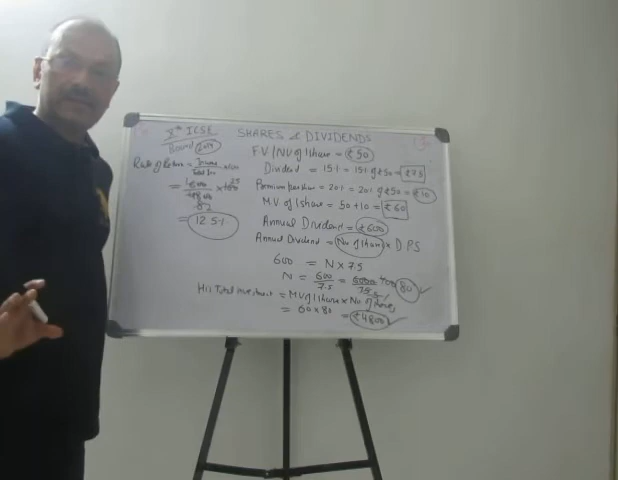 Xth ICSE
Board 2019
SHARES & DIVIDENDS
Rate of Return = Income / Total Inv × 100
= 12.5%
FV/NV of 1 share = ₹50
Dividend = 15% = 15% of ₹50 = ₹7.5
Premium per share = 20% = 20% of ₹50 = ₹10
M.V of 1 share = 50 + 10 = ₹60
Annual Dividend = ₹600
Annual Dividend = No of shares × DPS
600 = N × 7.5
N = 600 / 7.5 = 80
His Total investment = MV of 1 share × No of shares
= 60 × 80 = ₹4800